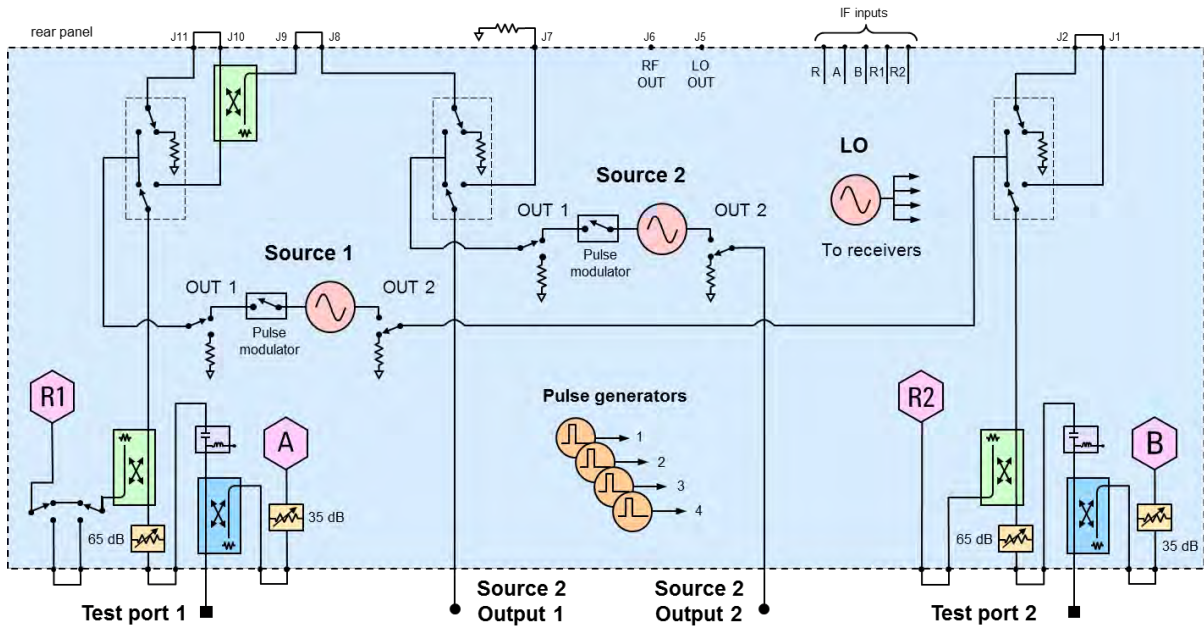 IF inputs
rear panel
J11
J10
J9
J8
J7
J6
J5
J2
J1
RF
OUT
LO
OUT
R
A
B
R1
R2
LO
Source 2
OUT 1
OUT 2
Pulse
modulator
To receivers
Source 1
OUT 1
OUT 2
Pulse
modulator
R1
A
Pulse generators
1
2
3
4
R2
B
65 dB
35 dB
65 dB
35 dB
Test port 1
Source 2
Output 1
Source 2
Output 2
Test port 2